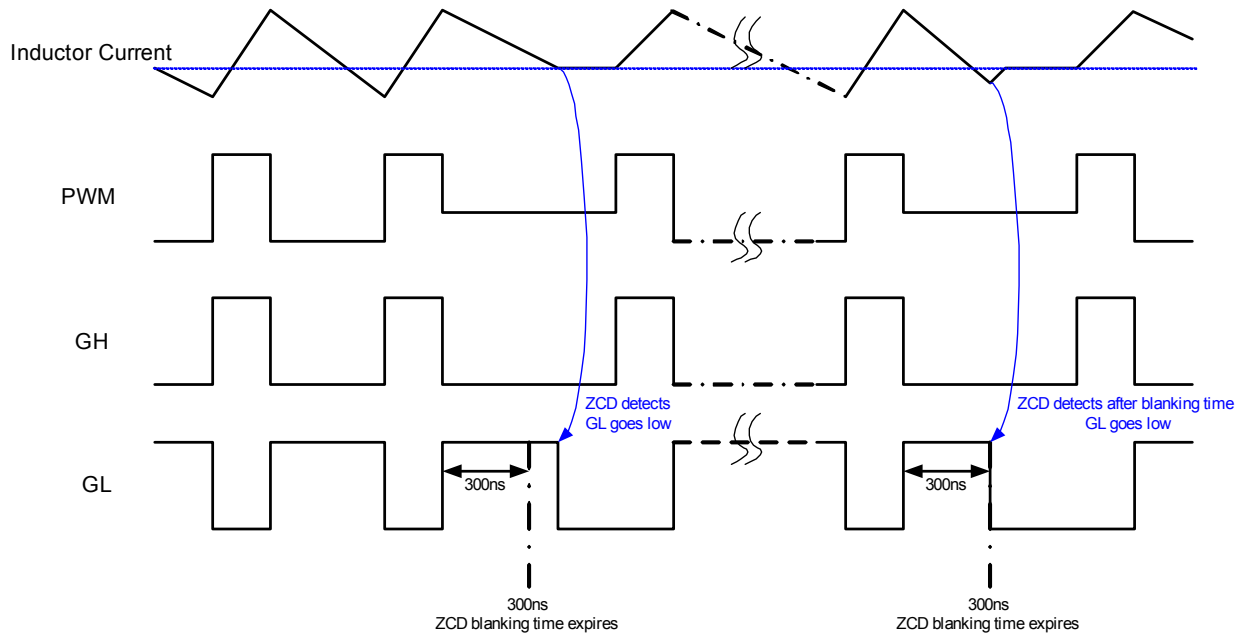 Inductor Current
PWM
GH
ZCD detects
GL goes low
ZCD detects after blanking time
GL goes low
GL
300ns
300ns
300ns
ZCD blanking time expires
300ns
ZCD blanking time expires